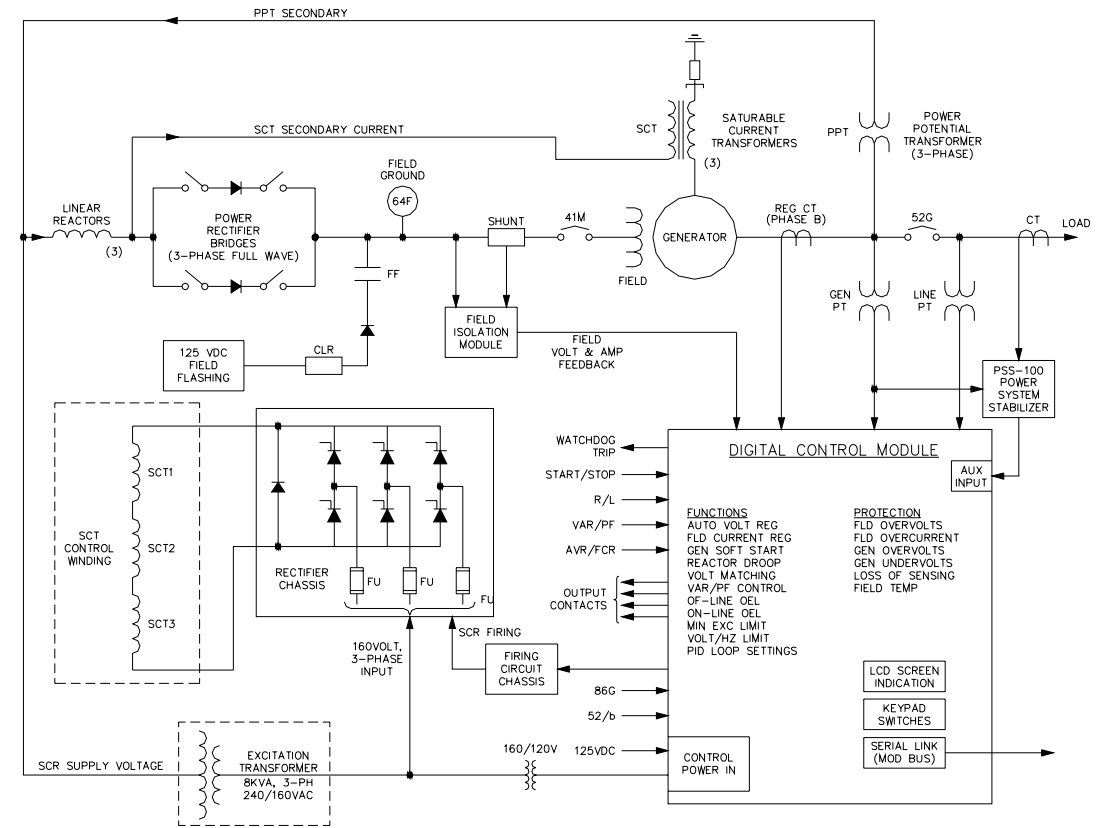 PPT SECONDARY
SCT SECONDARY CURRENT
SCT
SATURABLE
CURRENT
TRANSFORMERS
(3)
PPT
POWER
POTENTIAL
TRANSFORMER
(3-PHASE)
FIELD
GROUND
64F
LINEAR
REACTORS
(3)
POWER
RECTIFIER
BRIDGES
(3-PHASE FULL WAVE)
SHUNT
41M
FIELD
GENERATOR
REG CT
(PHASE B)
52G
CT
LOAD
FF
GEN
PT
LINE
PT
FIELD
ISOLATION
MODULE
FIELD
VOLT & AMP
FEEDBACK
125 VDC
FIELD
FLASHING
CLR
PSS-100
POWER
SYSTEM
STABILIZER
SCT
CONTROL
WINDING
SCT1
SCT2
SCT3
RECTIFIER
CHASSIS
FU
FU
FU
WATCHDOG
TRIP
START/STOP
R/L
VAR/PF
AVR/FCR
OUTPUT
CONTACTS
DIGITAL CONTROL MODULE
AUX
INPUT
FUNCTIONS
AUTO VOLT REG
FLD CURRENT REG
GEN SOFT START
REACTOR DROOP
VOLT MATCHING
VAR/PF CONTROL
OF-LINE OEL
ON-LINE OEL
MIN EXC LIMIT
VOLT/HZ LIMIT
PID LOOP SETTINGS
PROTECTION
FLD OVERVOLTS
FLD OVERCURRENT
GEN OVERVOLTS
GEN UNDERVOLTS
LOSS OF SENSING
FIELD TEMP
160VOLT,
3-PHASE
INPUT
SCR FIRING
FIRING
CIRCUIT
CHASSIS
86G
52/b
125VDC
LCD SCREEN
INDICATION
KEYPAD
SWITCHES
SERIAL LINK
(MOD BUS)
CONTROL
POWER IN
160/120V
SCR SUPPLY VOLTAGE
EXCITATION
TRANSFORMER
8KVA, 3-PH
240/160VAC